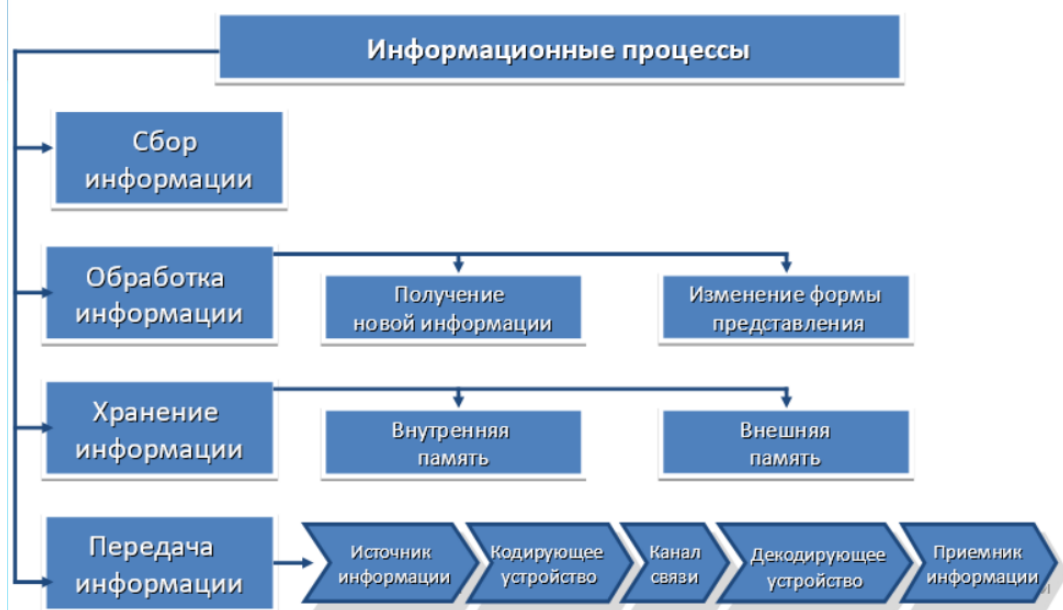 Информационные процессы
Сбор
информации
Обработка
информации
Получение
новой информации
Изменение формы
представления
Хранение
информации
Внутренняя
память
Внешняя
память
Передача
информации
Источник
информации
Кодирующее
устройство
Канал
связи
Декодирующее
устройство
Приемник
информации